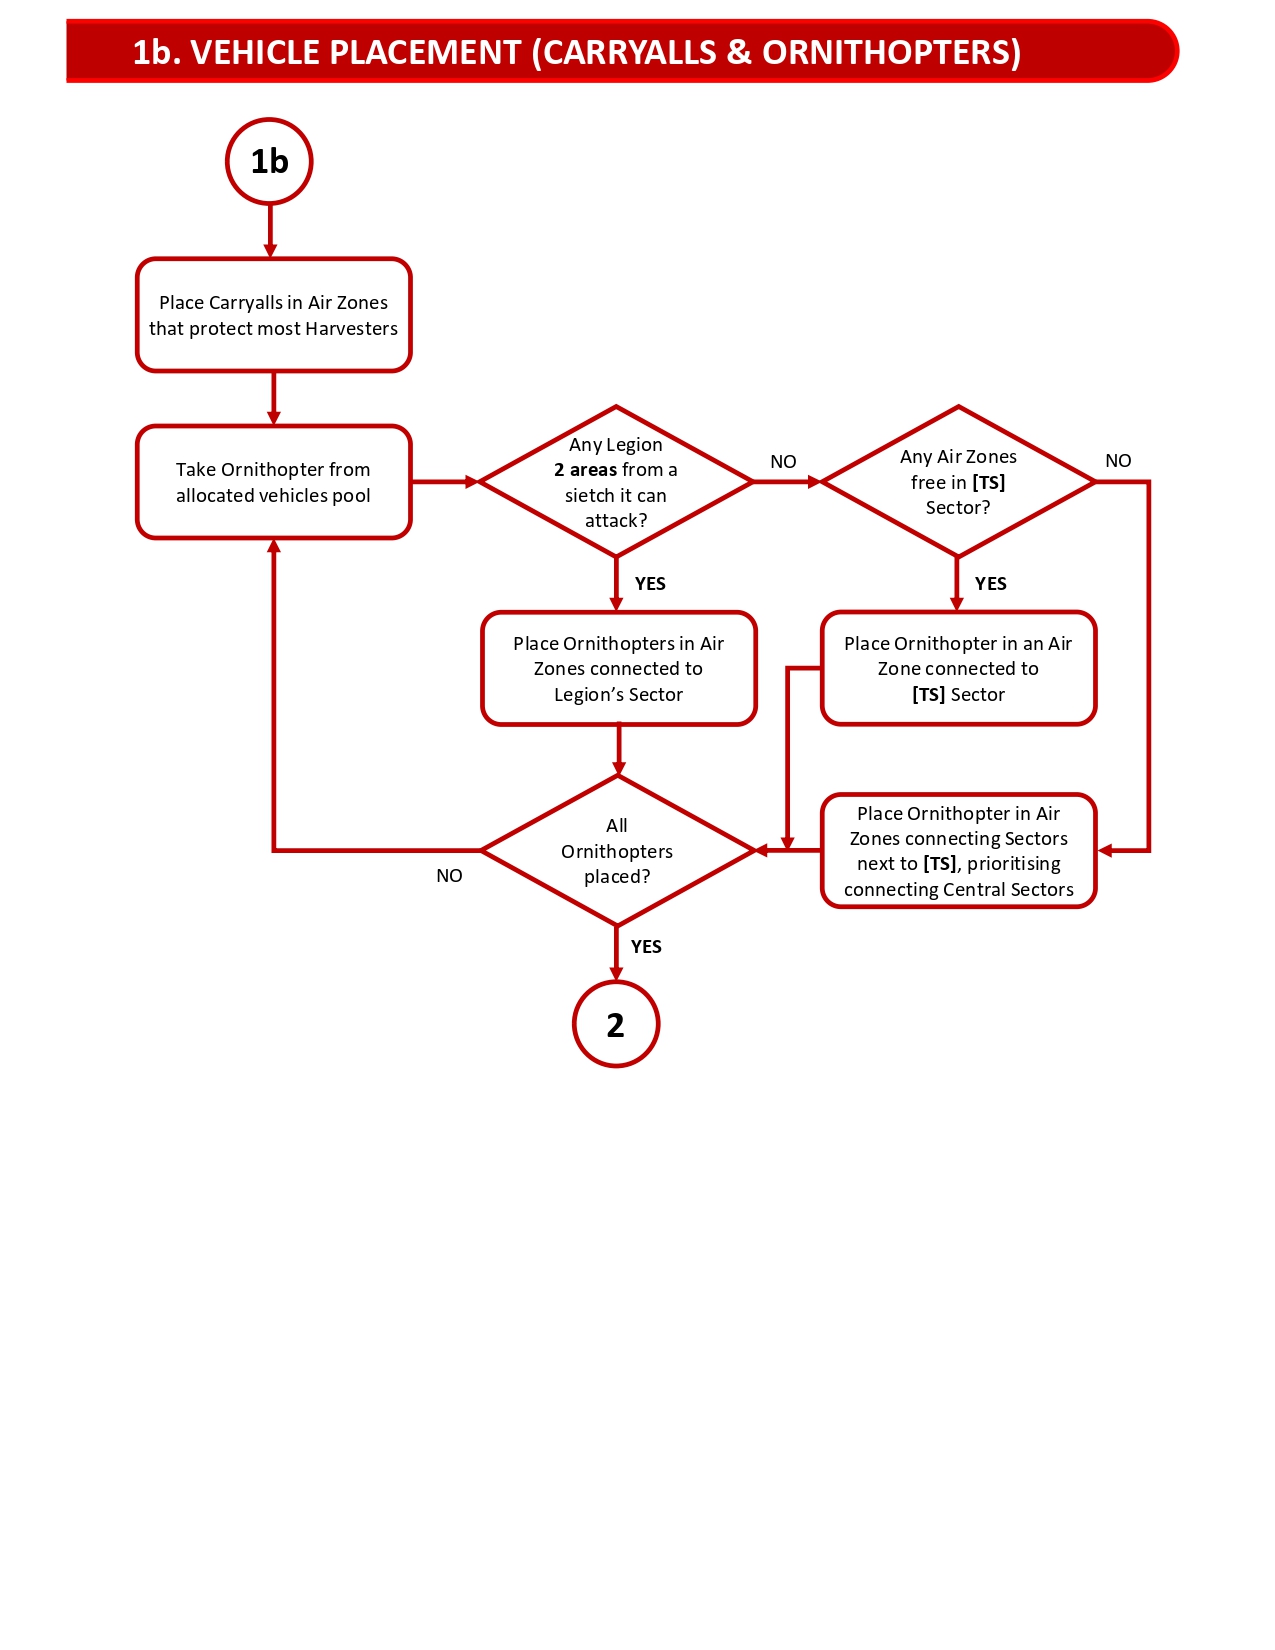 1b. VEHICLE PLACEMENT (CARRYALLS & ORNITHOPTERS)
1b
Place Carryalls in Air Zones
that protect most Harvesters
Take Ornithopter from
allocated vehicles pool
Any Legion
2 areas from a
sietch it can
attack?
NO
Any Air Zones
free in [TS]
Sector?
NO
YES
YES
Place Ornithopters in Air
Zones connected to
Legion’s Sector
Place Ornithopter in an Air
Zone connected to
[TS] Sector
All
Ornithopters
placed?
NO
Place Ornithopter in Air
Zones connecting Sectors
next to [TS], prioritising
connecting Central Sectors
YES
2